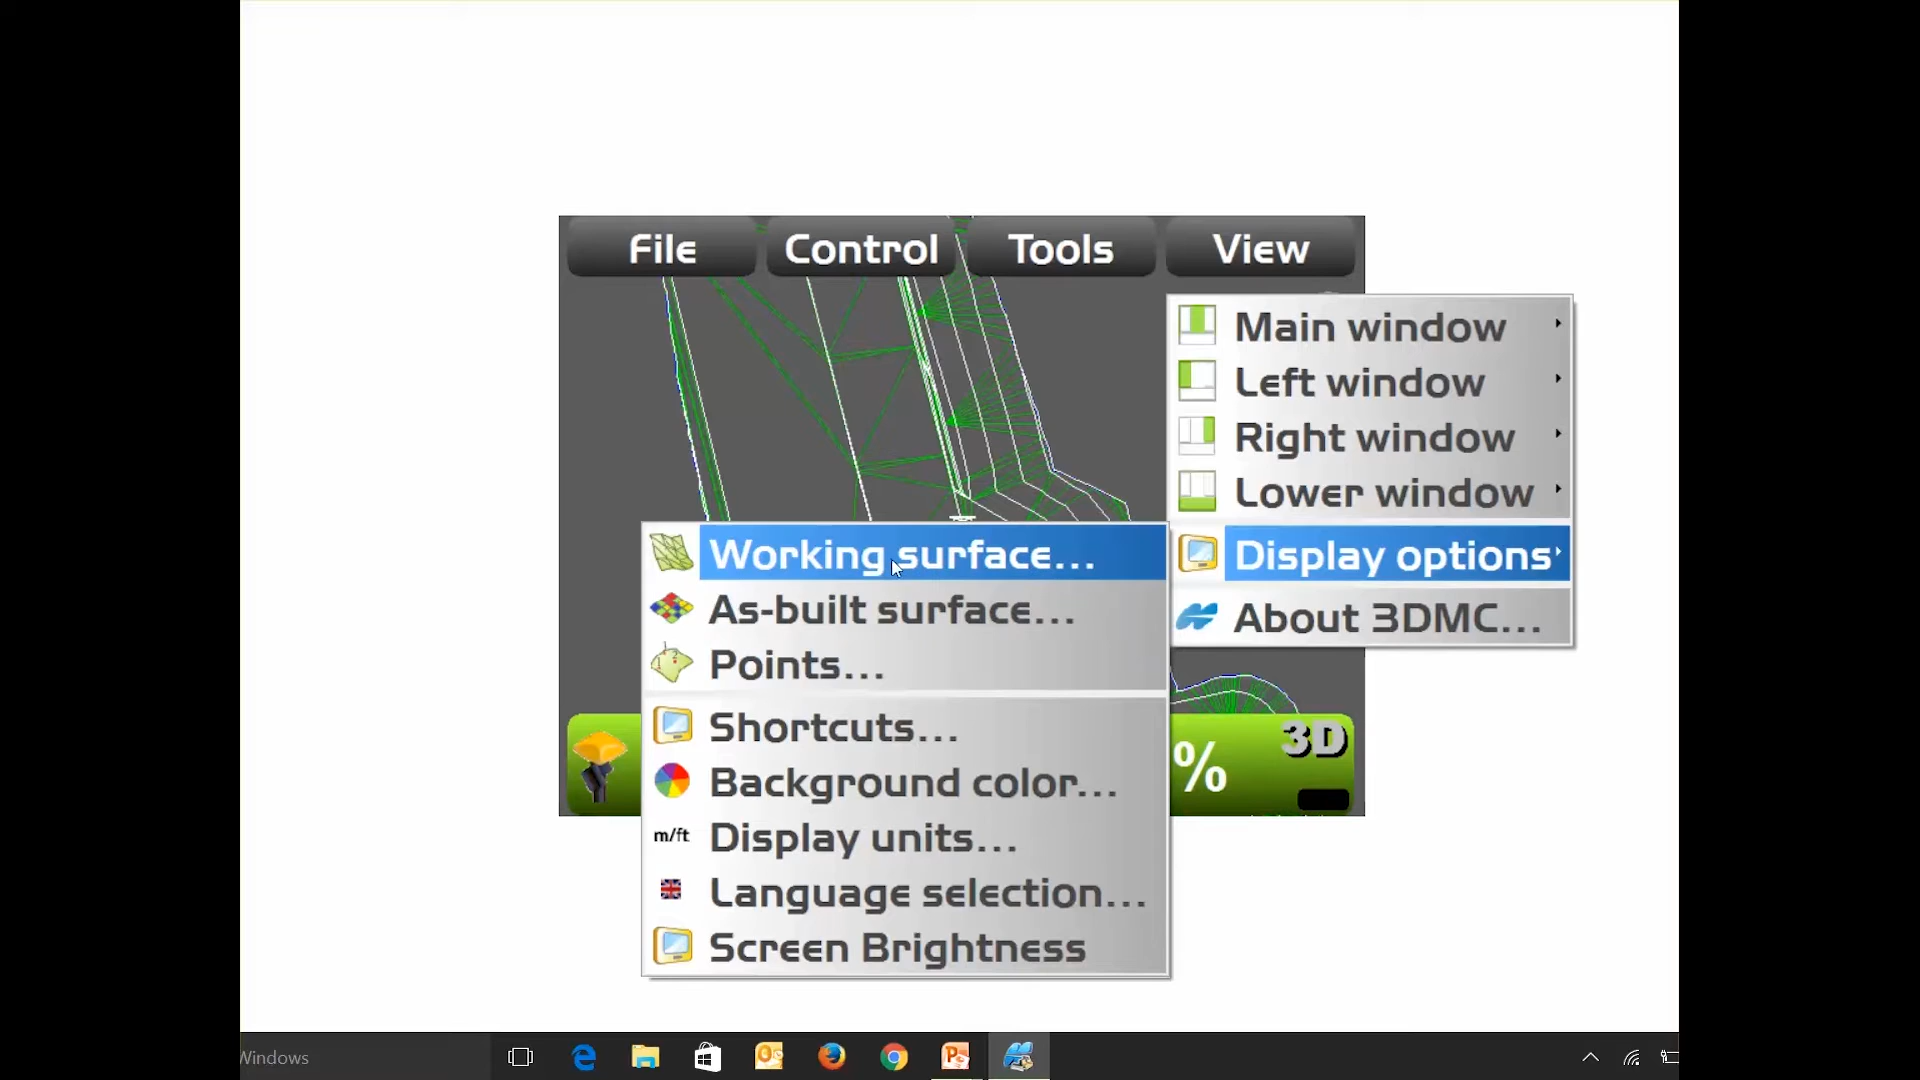 File
Control
Tools
View
Main window
Left window
Right window
Lower window
Display options
About 3DMC...
Working surface...
As-built surface...
Points...
Shortcuts...
Background color...
m/ft
Display units...
Language selection...
Screen Brightness
%
3D
Windows